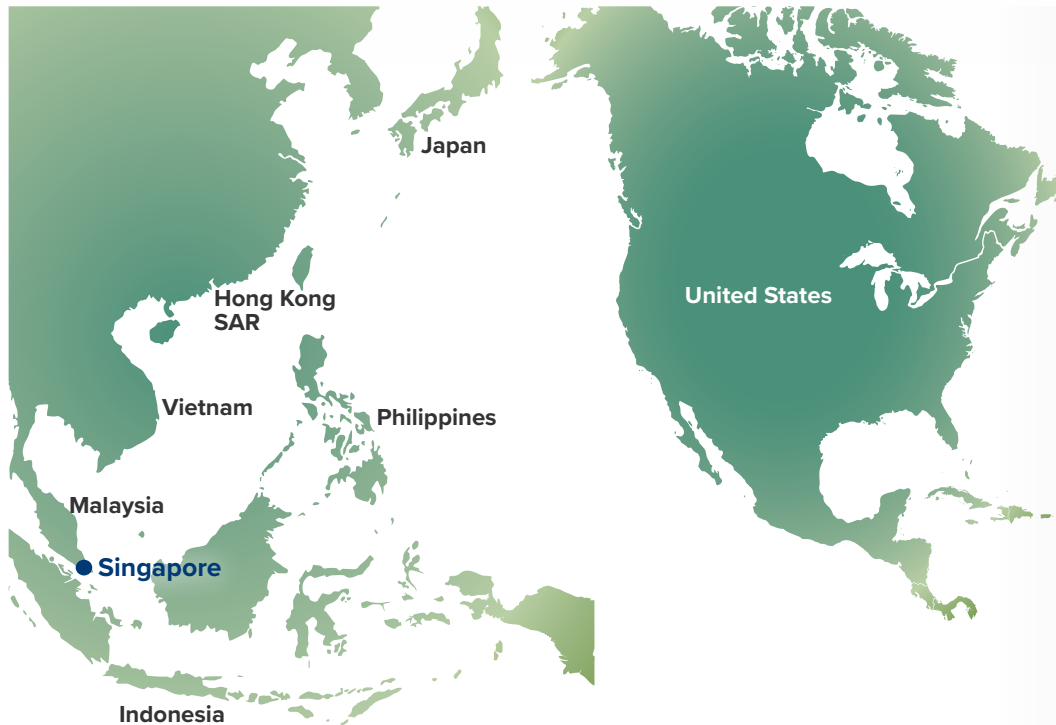 Japan
Hong Kong
SAR
United States
Vietnam
Philippines
Malaysia
Singapore
Indonesia